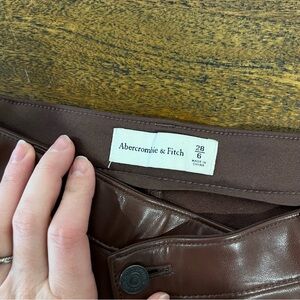 Abercrombie & Fitch
28
6
MADE IN
CHINA